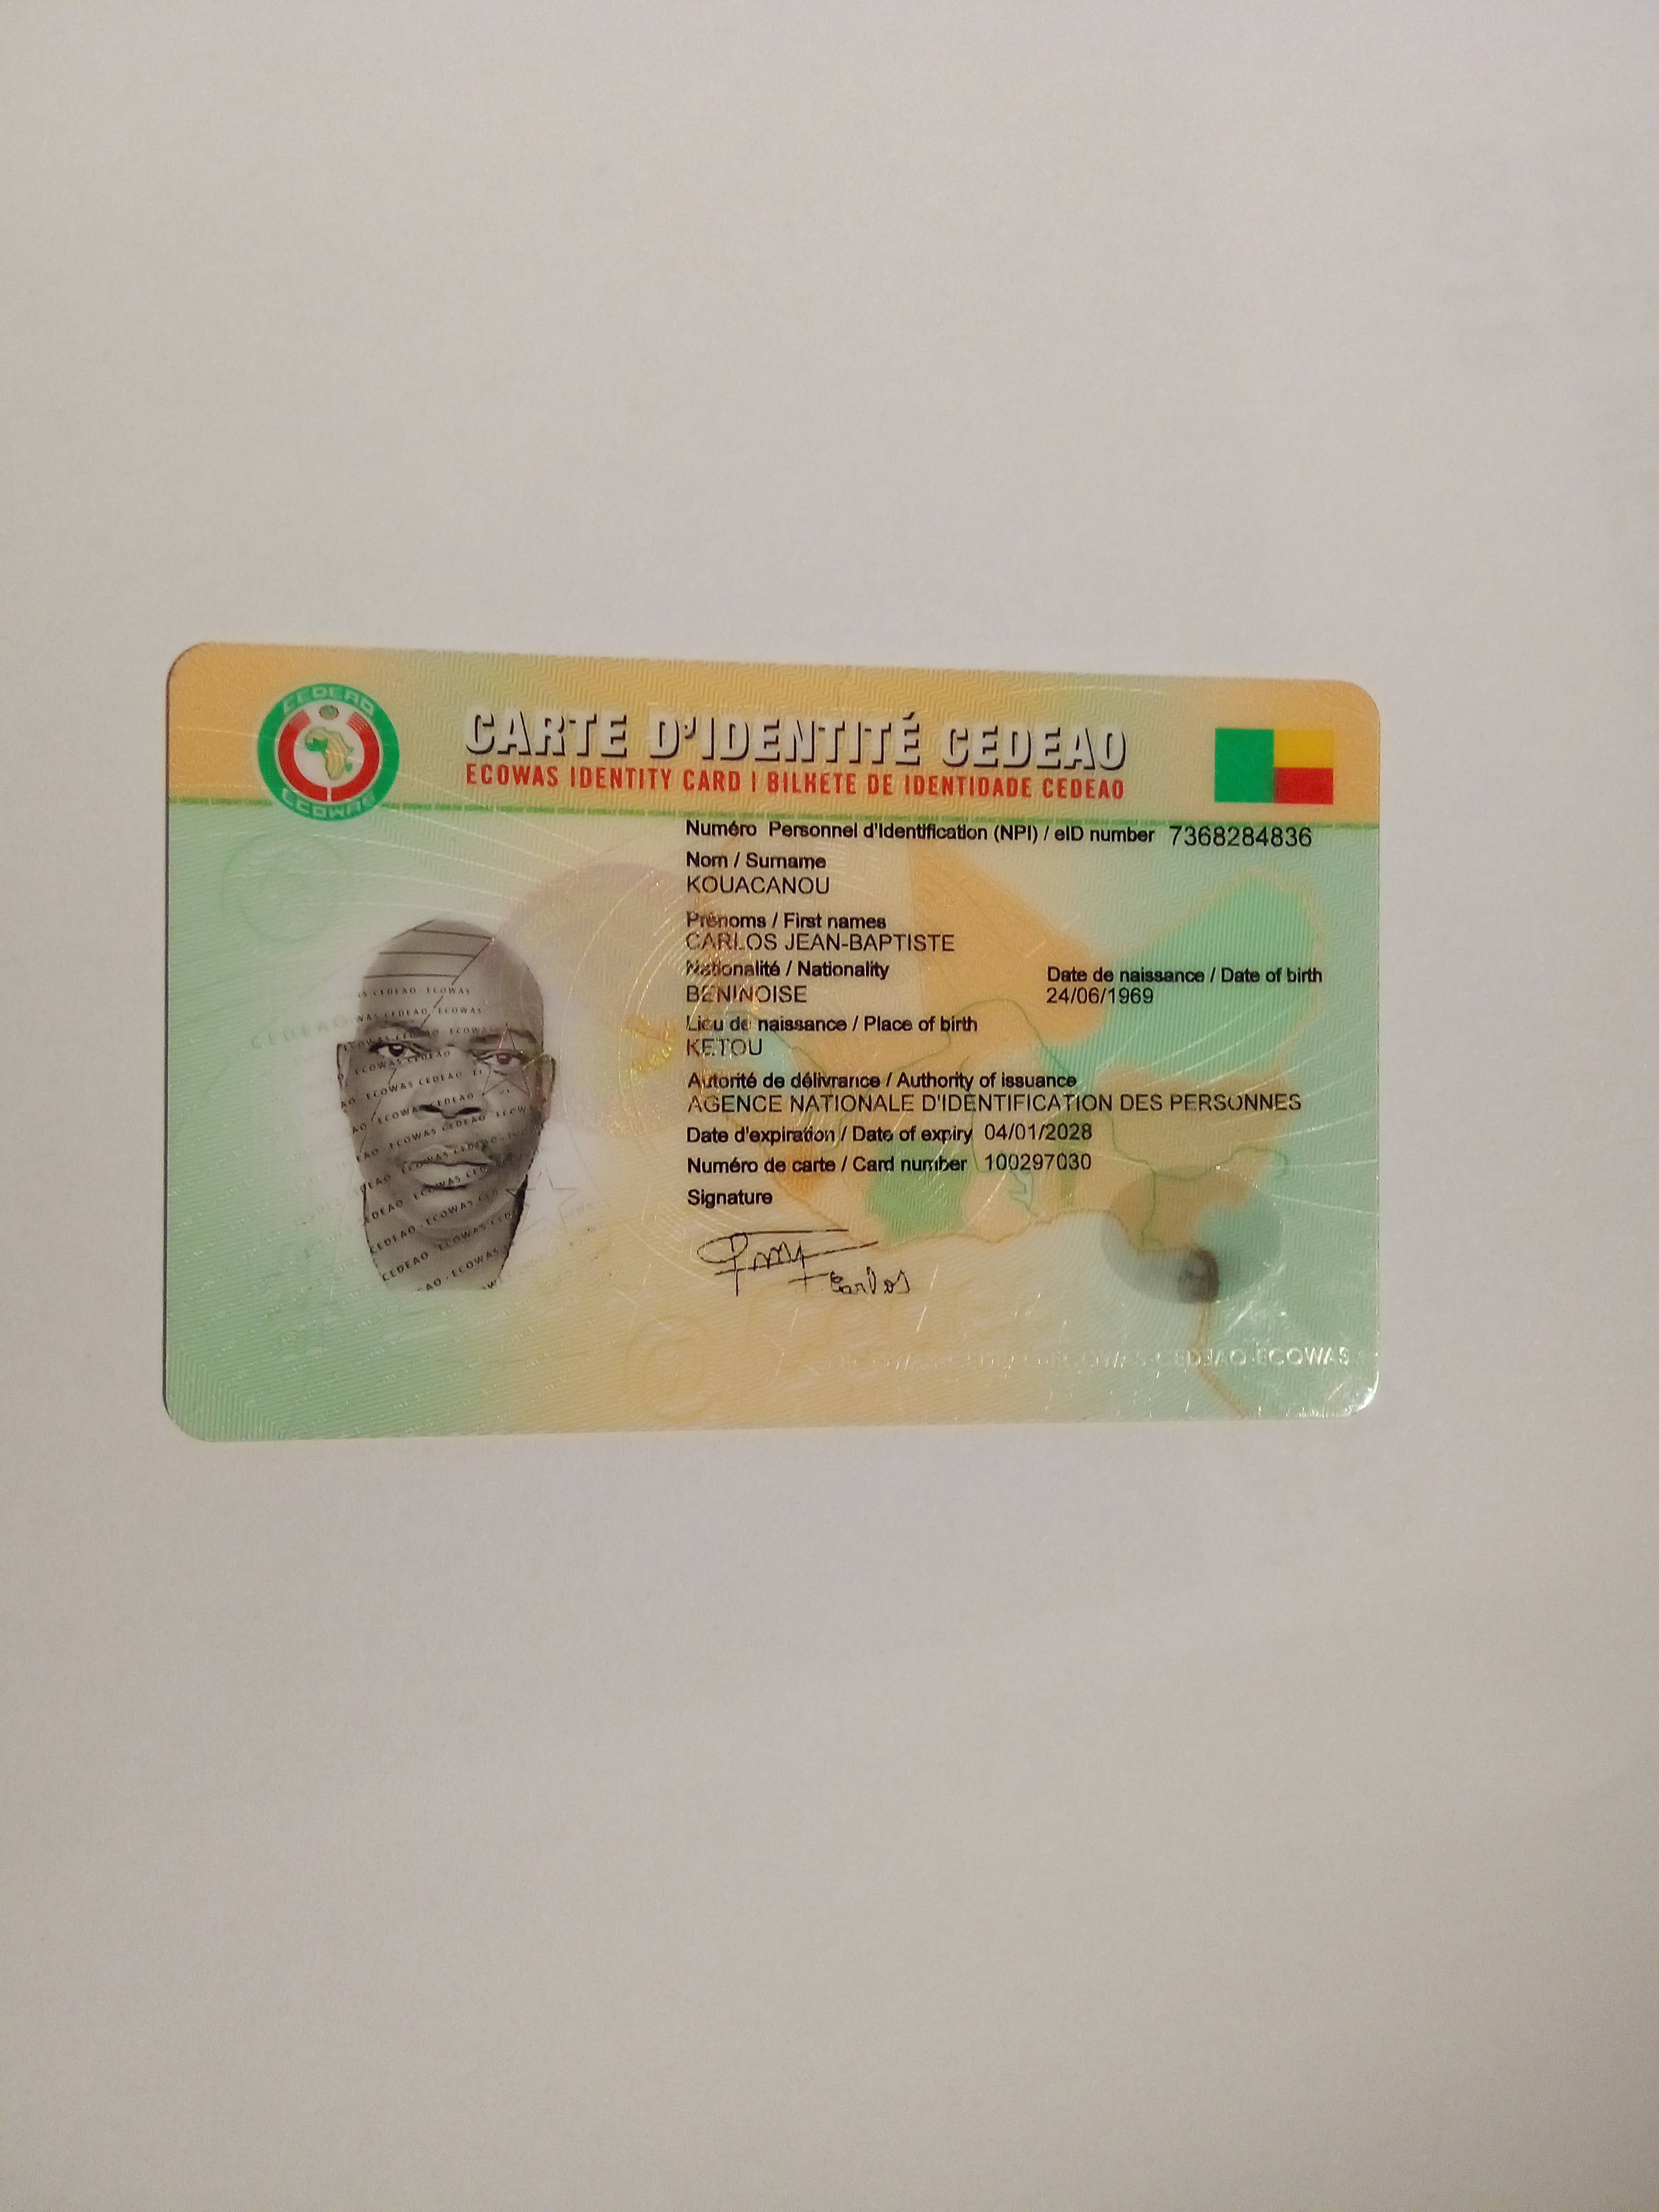 CEDEAO
ECOWAS
CARTE D'IDENTITÉ CEDEAO
ECOWAS IDENTITY CARD | BILHETE DE IDENTIDADE CEDEAO
Numéro Personnel d'Identification (NPI) / eID number 7368284836
Nom / Surname
KOUACANOU
Prénoms / First names
CARLOS JEAN-BAPTISTE
Nationalité / Nationality
BENINOISE
Date de naissance / Date of birth
24/06/1969
Lieu de naissance / Place of birth
KETOU
Autorité de délivrance / Authority of issuance
AGENCE NATIONALE D'IDENTIFICATION DES PERSONNES
Date d'expiration / Date of expiry 04/01/2028
Numéro de carte / Card number 100297030
Signature
Carlos
CEDEAO ECOWAS